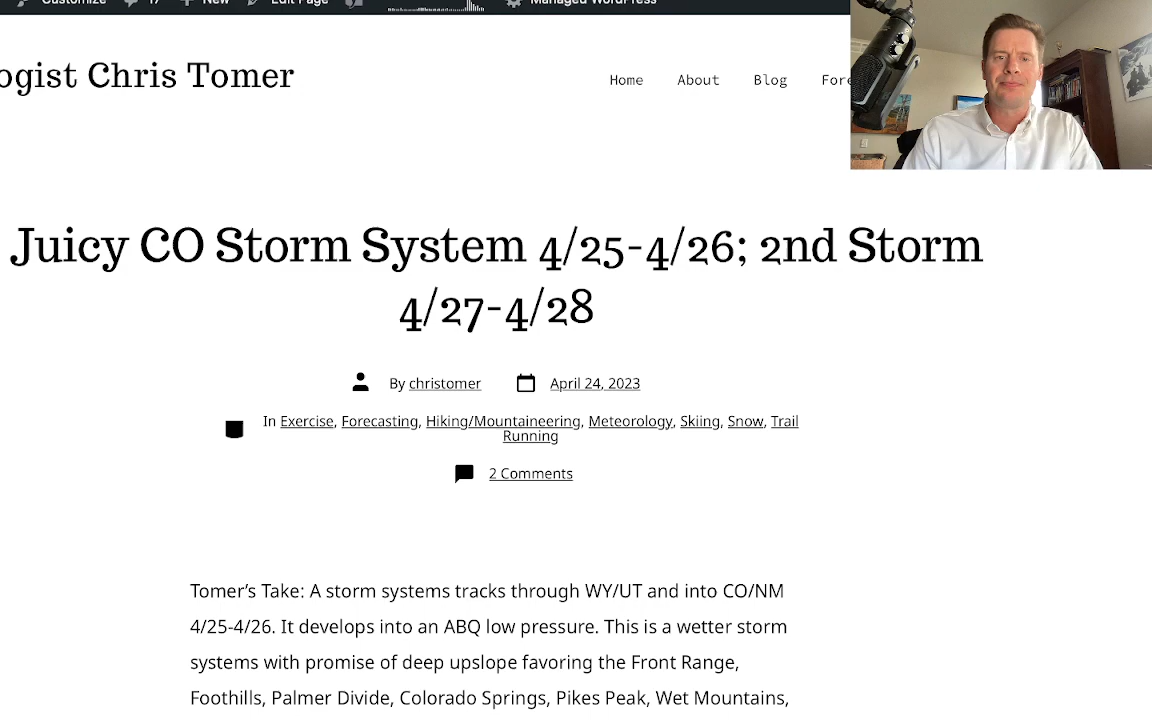 Customize 17 New Edit Page Managed WordPress
ogist Chris Tomer
Home About Blog Fore
Juicy CO Storm System 4/25-4/26; 2nd Storm
4/27-4/28
By christomer April 24, 2023
In Exercise, Forecasting, Hiking/Mountaineering, Meteorology, Skiing, Snow, Trail
Running
2 Comments
Tomer’s Take: A storm systems tracks through WY/UT and into CO/NM
4/25-4/26. It develops into an ABQ low pressure. This is a wetter storm
systems with promise of deep upslope favoring the Front Range,
Foothills, Palmer Divide, Colorado Springs, Pikes Peak, Wet Mountains,